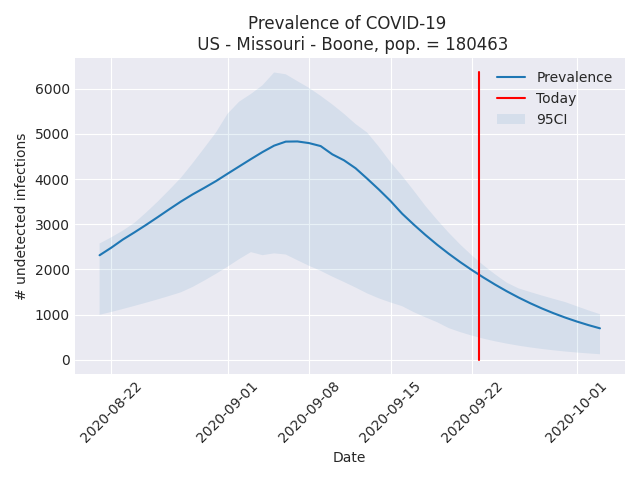 Prevalence of COVID-19
US - Missouri - Boone, pop. = 180463
# undetected infections
6000
5000
4000
3000
2000
1000
0
Prevalence
Today
95CI
2020-08-22
2020-09-01
2020-09-08
2020-09-15
2020-09-22
2020-10-01
Date